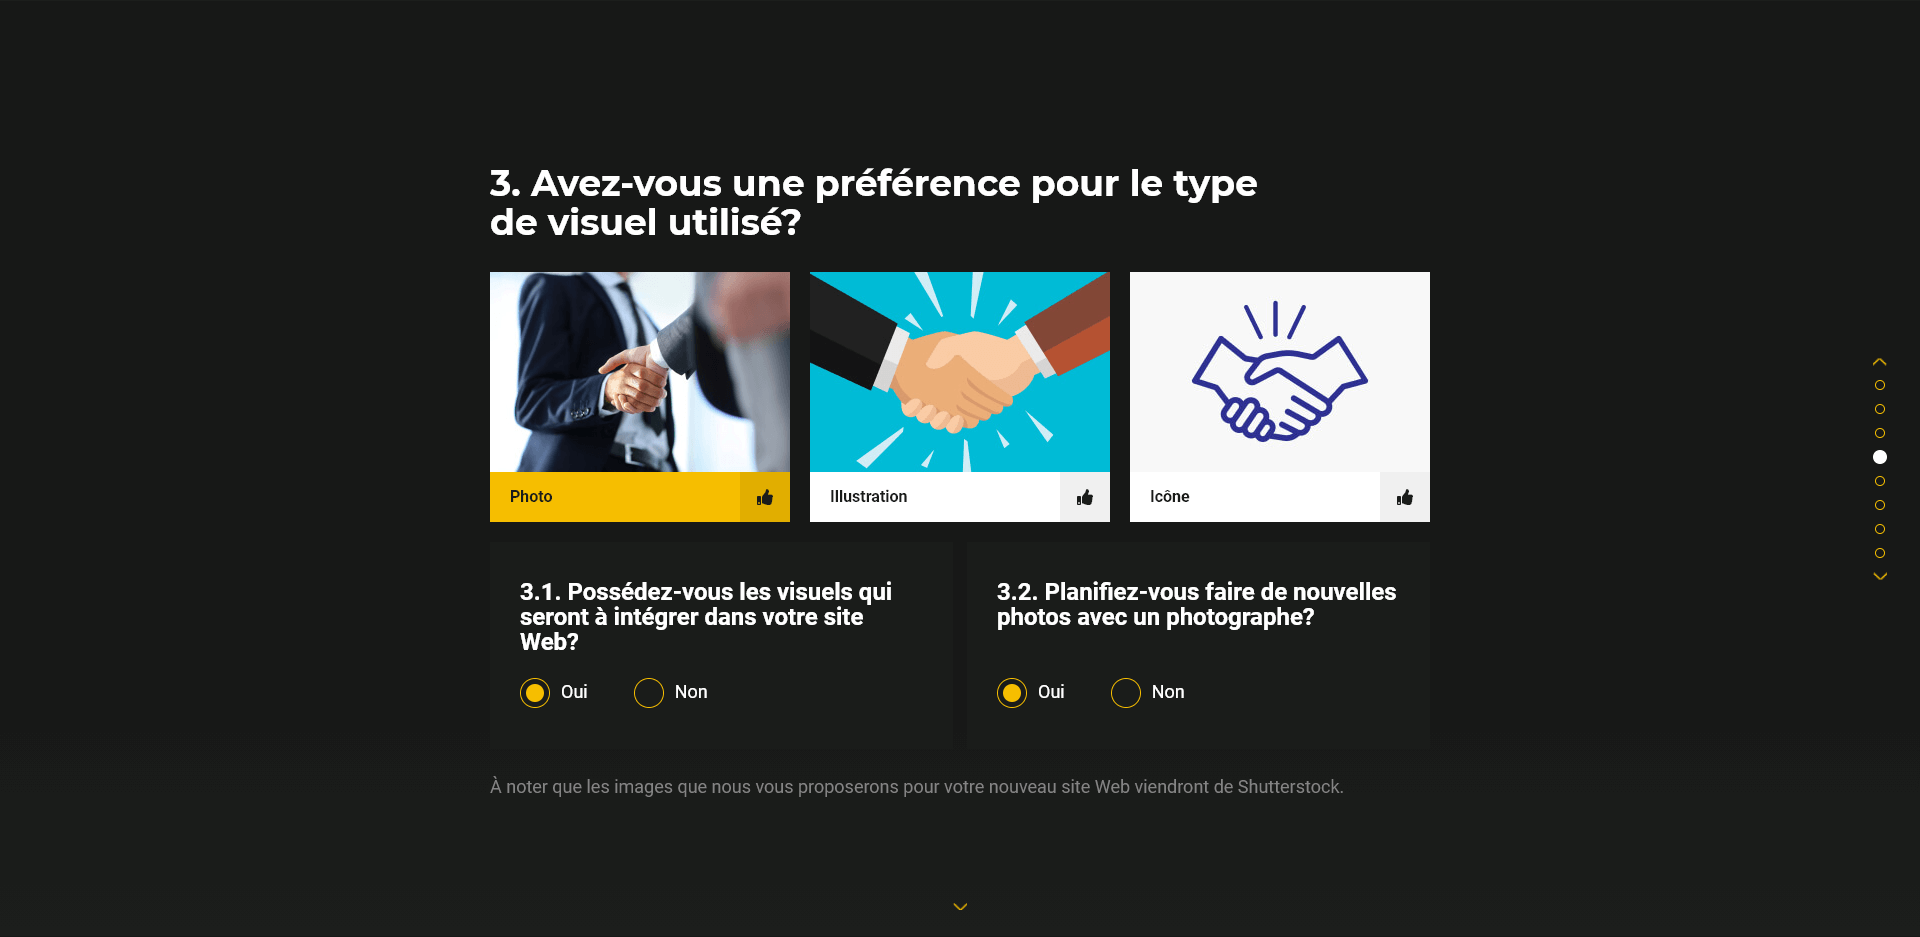 3. Avez-vous une préférence pour le type
de visuel utilisé?
Photo
Illustration
Icône
3.1. Possédez-vous les visuels qui
seront à intégrer dans votre site
Web?
Oui
Non
3.2. Planifiez-vous faire de nouvelles
photos avec un photographe?
Oui
Non
À noter que les images que nous vous proposerons pour votre nouveau site Web viendront de Shutterstock.